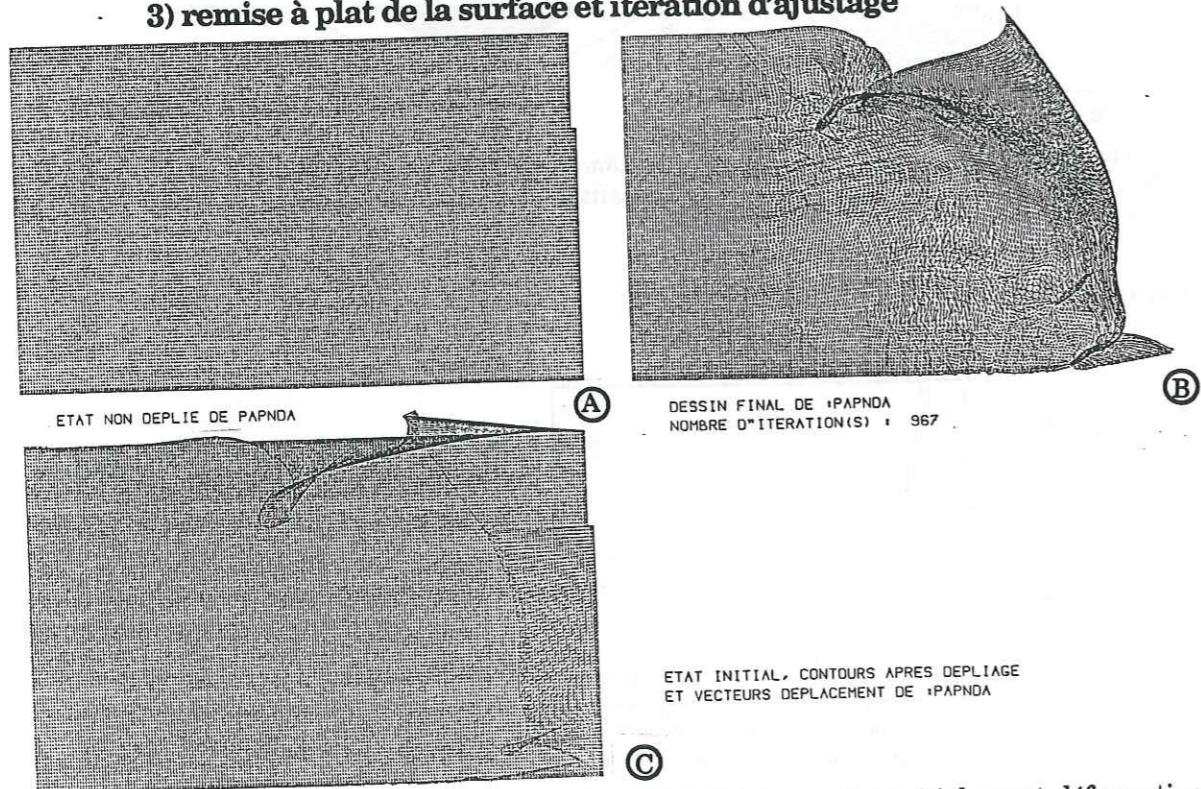 3) remise à plat de la surface et itération d'ajustage
A
ETAT NON DEPLIE DE PAPNDA
B
DESSIN FINAL DE :PAPNDA
NOMBRE D"ITERATION(S) : 967
ETAT INITIAL, CONTOURS APRES DEPLIAGE
ET VECTEURS DEPLACEMENT DE :PAPNDA
C